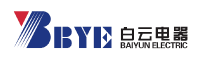 BYE 白云电器
BAIYUN ELECTRIC